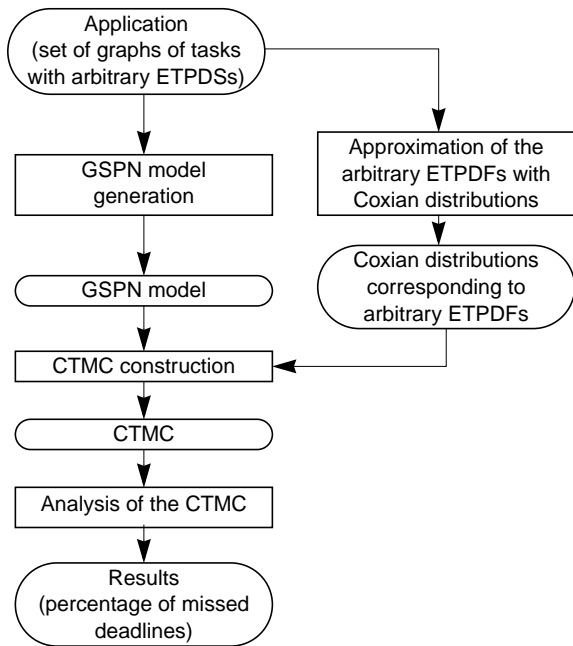 Application
(set of graphs of tasks
with arbitrary ETPDSs)
GSPN model
generation
Approximation of the
arbitrary ETPDFs with
Coxian distributions
GSPN model
Coxian distributions
corresponding to
arbitrary ETPDFs
CTMC construction
CTMC
Analysis of the CTMC
Results
(percentage of missed
deadlines)